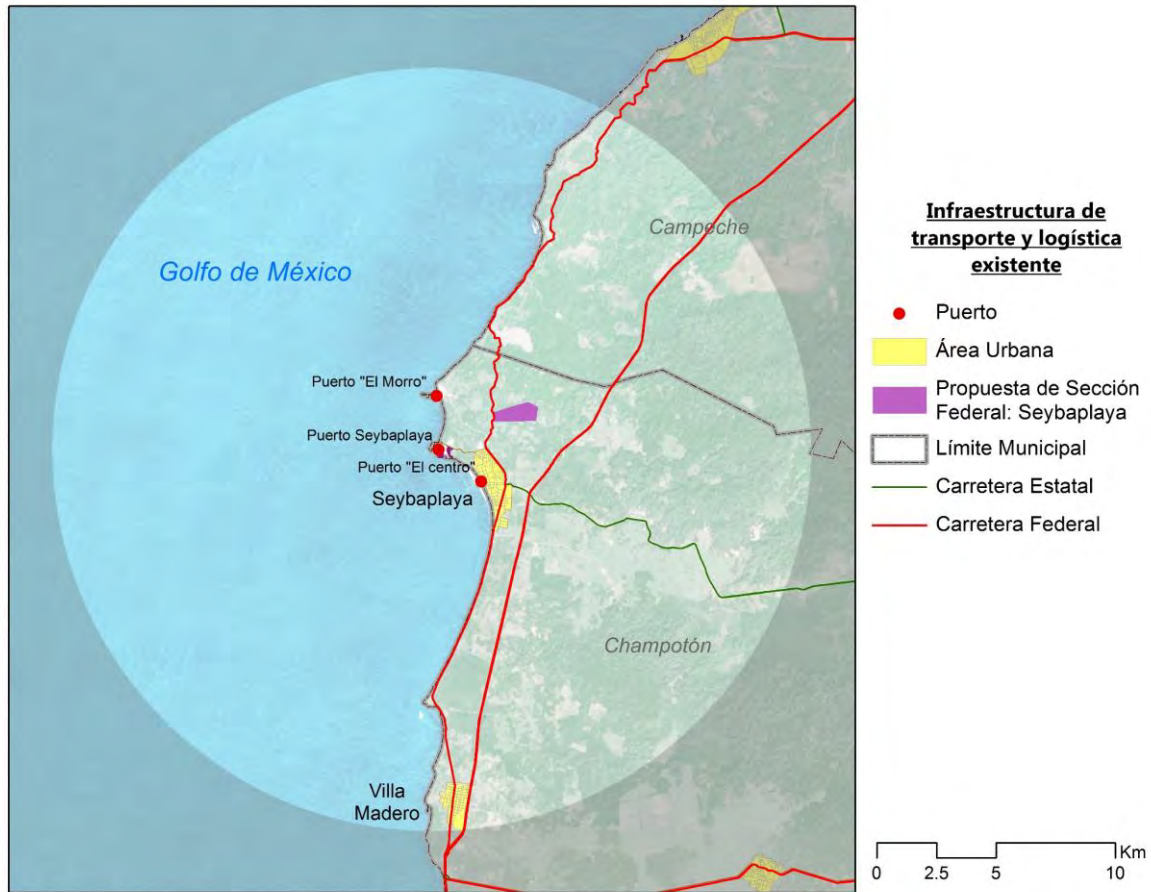 Golfo de México
Campeche
Puerto "El Morro"
Puerto Seybaplaya
Puerto "El centro"
Seybaplaya
Champotón
Villa
Madero
Infraestructura de
transporte y logística
existente
Puerto
Área Urbana
Propuesta de Sección
Federal: Seybaplaya
Límite Municipal
Carretera Estatal
Carretera Federal
Km
0 2.5 5 10